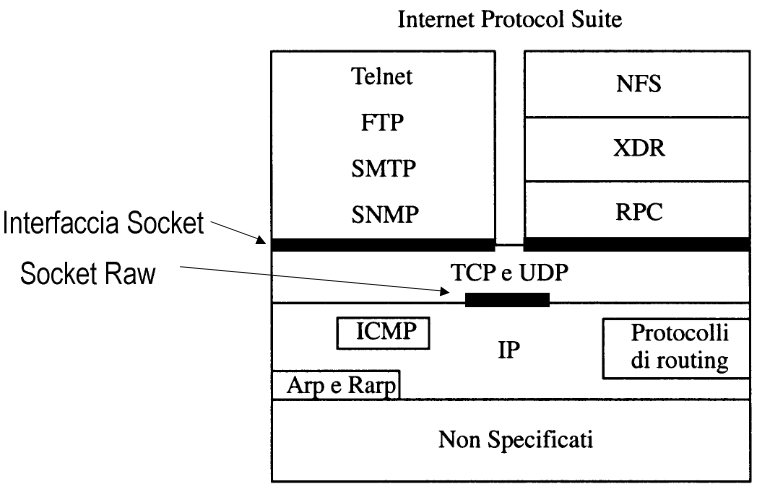 Internet Protocol Suite
Telnet
FTP
SMTP
SNMP
NFS
XDR
RPC
Interfaccia Socket
Socket Raw
TCP e UDP
ICMP
IP
Protocolli
di routing
Arp e Rarp
Non Specificati